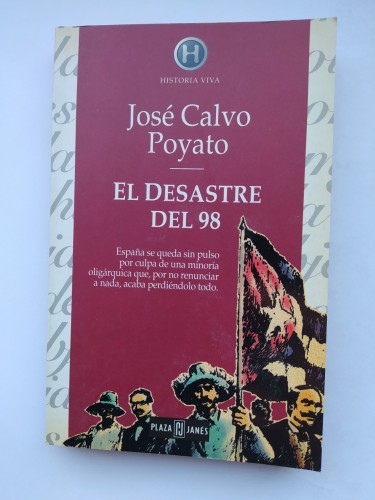 H
HISTORIA VIVA
José Calvo
Poyato
EL DESASTRE
DEL 98
España se queda sin pulso
por culpa de una minoría
oligárquica que, por no renunciar
a nada, acaba perdiéndolo todo.
PLAZA PJ JANÉS